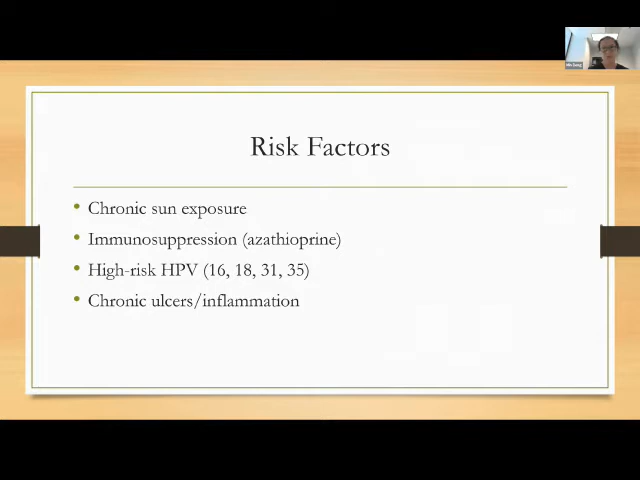 Risk Factors
• Chronic sun exposure
• Immunosuppression (azathioprine)
• High-risk HPV (16, 18, 31, 35)
• Chronic ulcers/inflammation